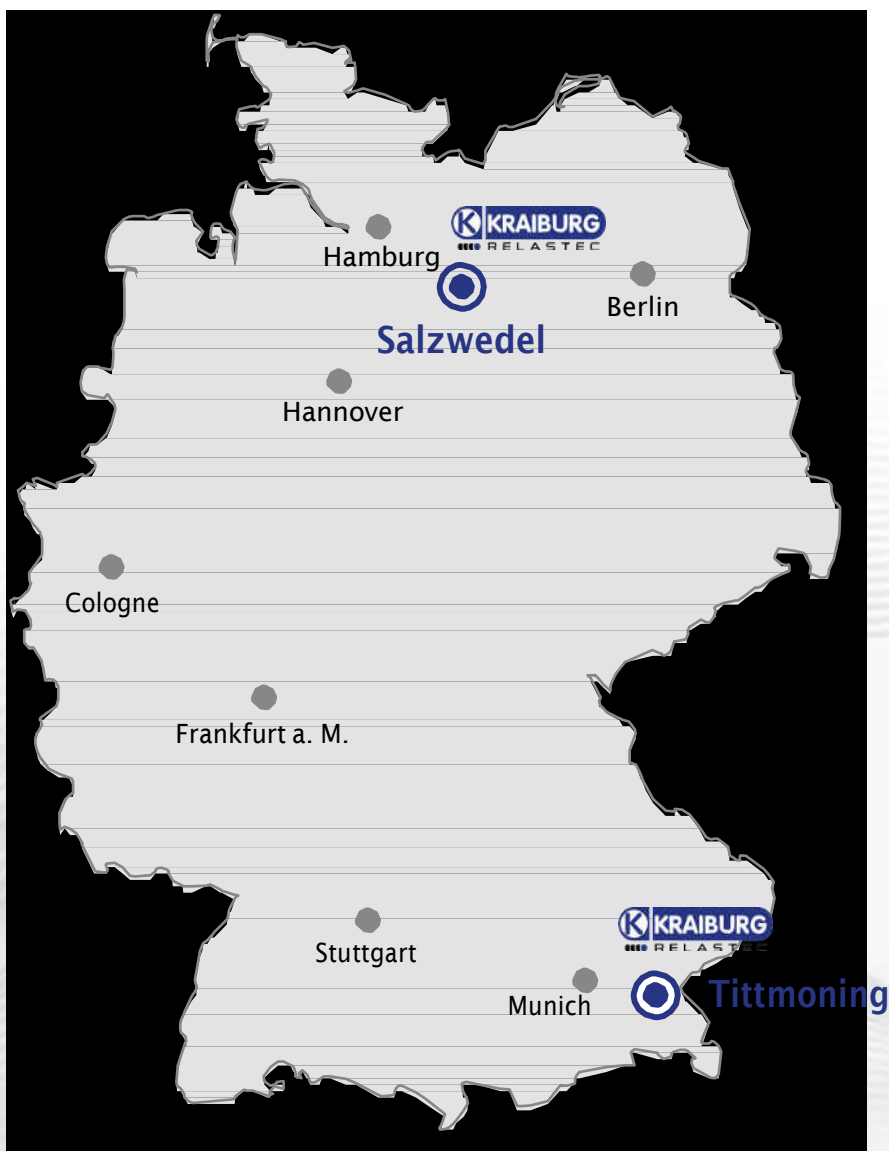 KRAIBURG
RELASTEC
Hamburg
Berlin
Salzwedel
Hannover
Cologne
Frankfurt a. M.
KRAIBURG
RELASTEC
Stuttgart
Munich
Tittmoning